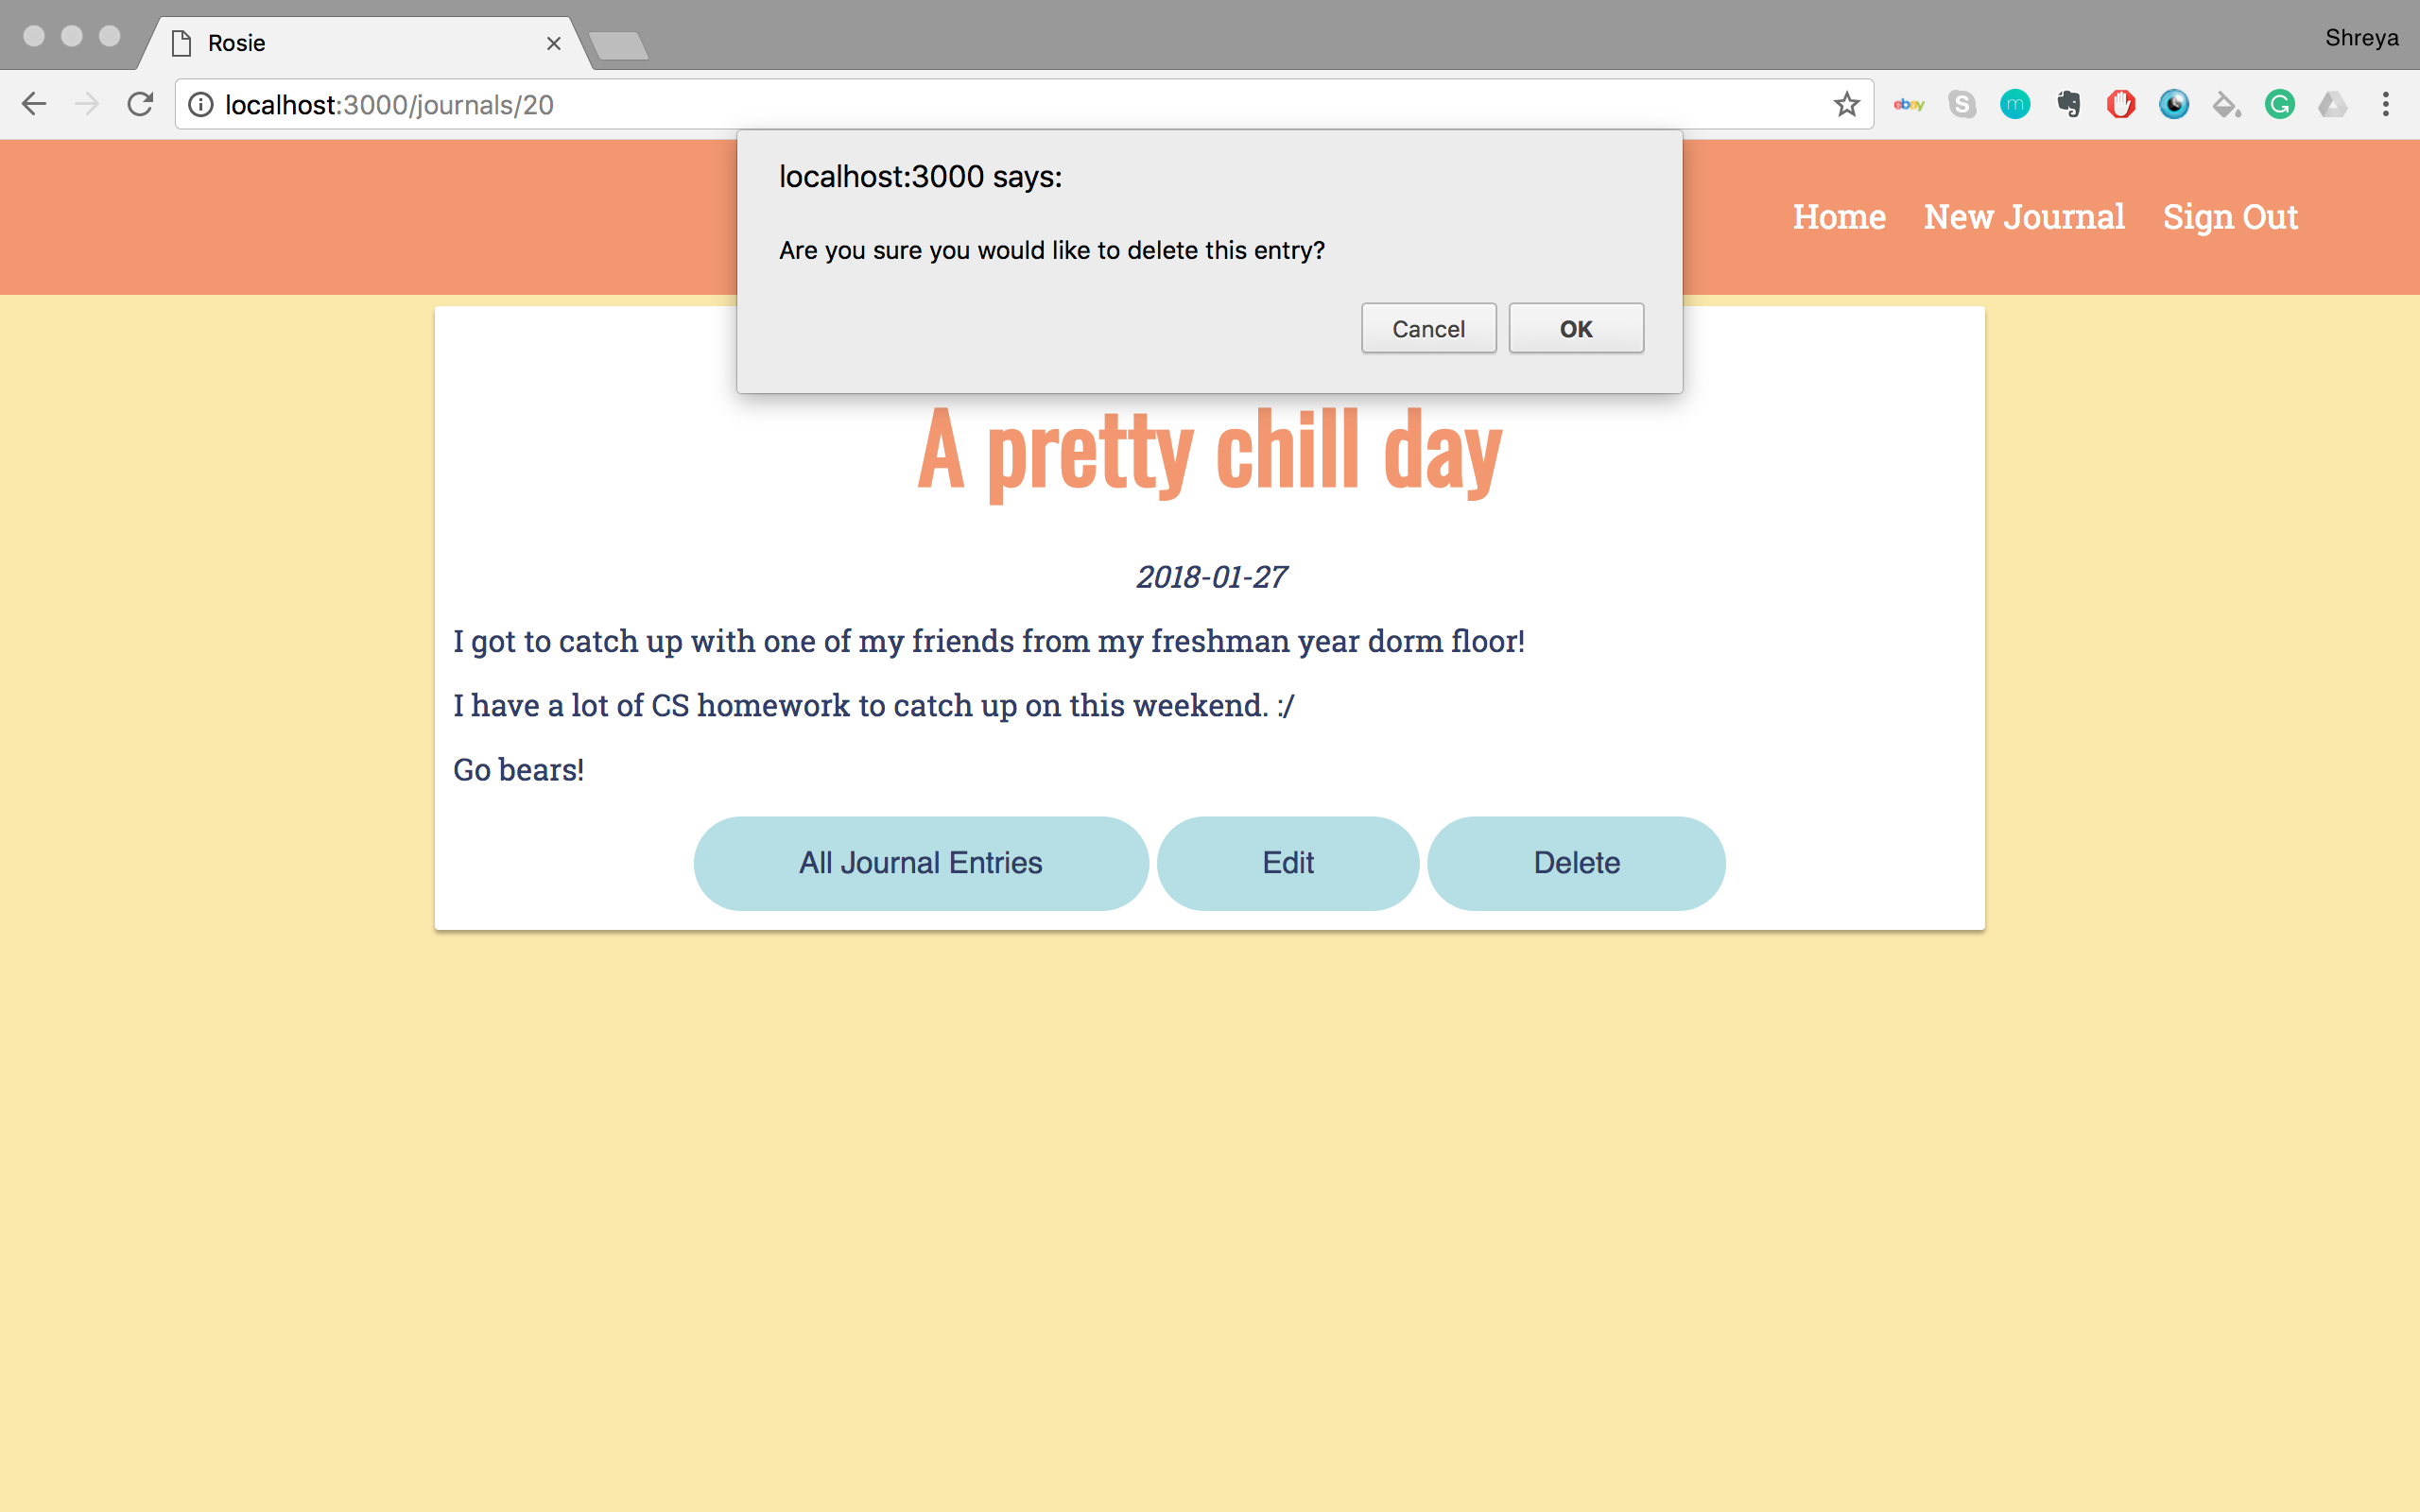 Rosie
Shreya
localhost:3000/journals/20
ebay
S
m
G
localhost:3000 says:
Are you sure you would like to delete this entry?
Cancel
OK
Home
New Journal
Sign Out
A pretty chill day
2018-01-27
I got to catch up with one of my friends from my freshman year dorm floor!
I have a lot of CS homework to catch up on this weekend. :/
Go bears!
All Journal Entries
Edit
Delete